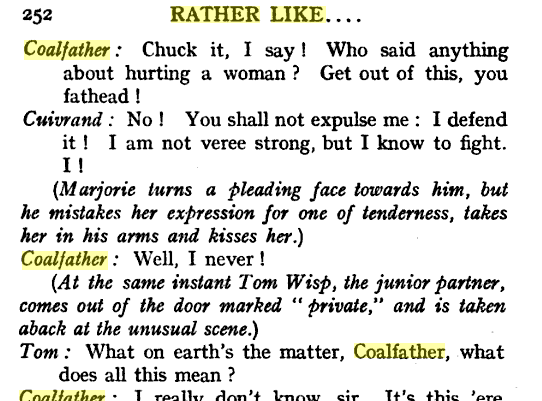 252 RATHER LIKE....
Coalfather : Chuck it, I say ! Who said anything
about hurting a woman ? Get out of this, you
fathead !
Cuivrand : No ! You shall not expulse me : I defend
it ! I am not veree strong, but I know to fight.
I !
(Marjorie turns a pleading face towards him, but
he mistakes her expression for one of tenderness, takes
her in his arms and kisses her.)
Coalfather : Well, I never !
(At the same instant Tom Wisp, the junior partner,
comes out of the door marked " private," and is taken
aback at the unusual scene.)
Tom : What on earth's the matter, Coalfather, what
does all this mean ?
Coalfather : I really don't know, sir. It's this 'ere